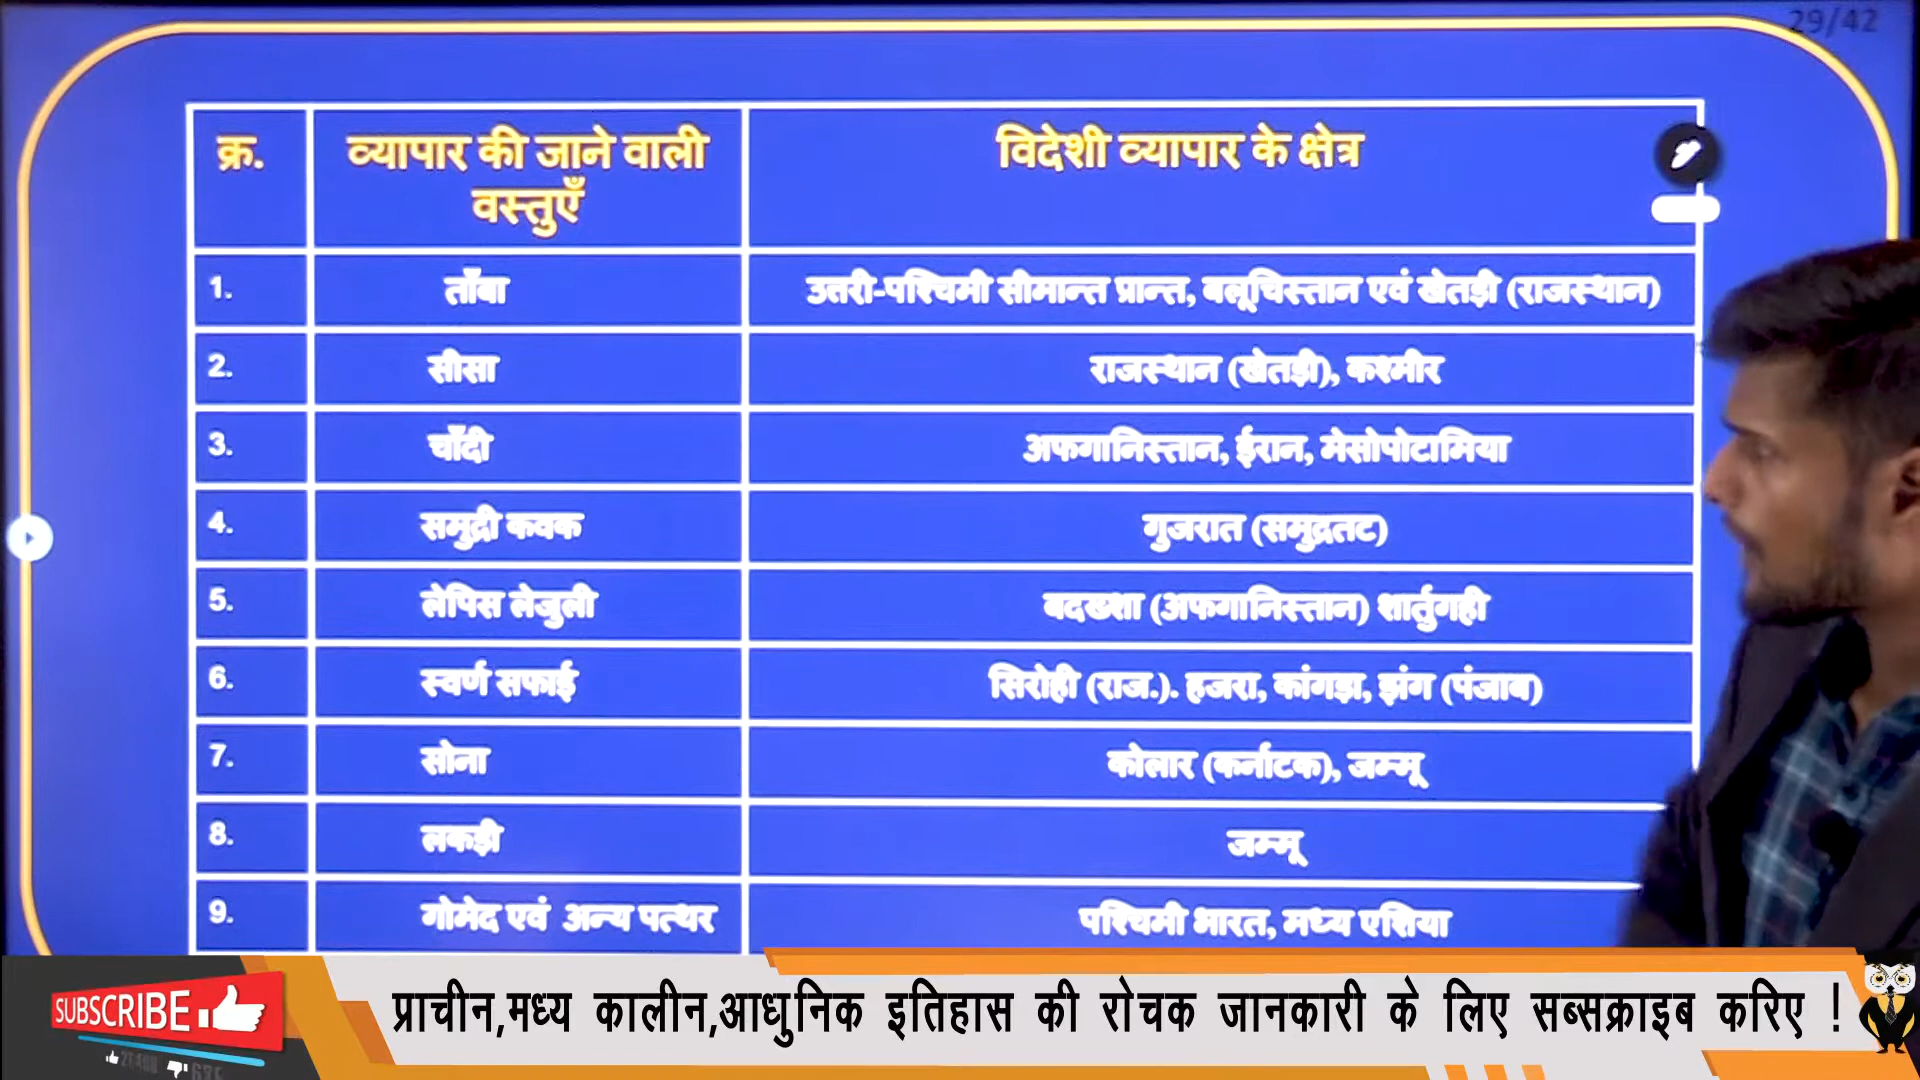 29/42
क्र. व्यापार की जाने वाली वस्तुएँ विदेशी व्यापार के क्षेत्र
1. ताँबा उतरी-पश्चिमी सीमान्त प्रान्त, बलूचिस्तान एवं खेतड़ी (राजस्थान)
2. सीसा राजस्थान (खेतड़ी), कश्मीर
3. चाँदी अफगानिस्तान, ईरान, मेसोपोटामिया
4. समुद्री कवक गुजरात (समुद्रतट)
5. लेपिस लेजुली बदख्शा (अफगानिस्तान) शार्तुगही
6. स्वर्ण सफाई सिरोही (राज.). हजरा, कांगड़ा, झंग (पंजाब)
7. सोना कोलार (कर्नाटक), जम्मू
8. लकड़ी जम्मू
9. गोमेद एवं अन्य पत्थर पश्चिमी भारत, मध्य एशिया
SUBSCRIBE
प्राचीन,मध्य कालीन,आधुनिक इतिहास की रोचक जानकारी के लिए सब्सक्राइब करिए !